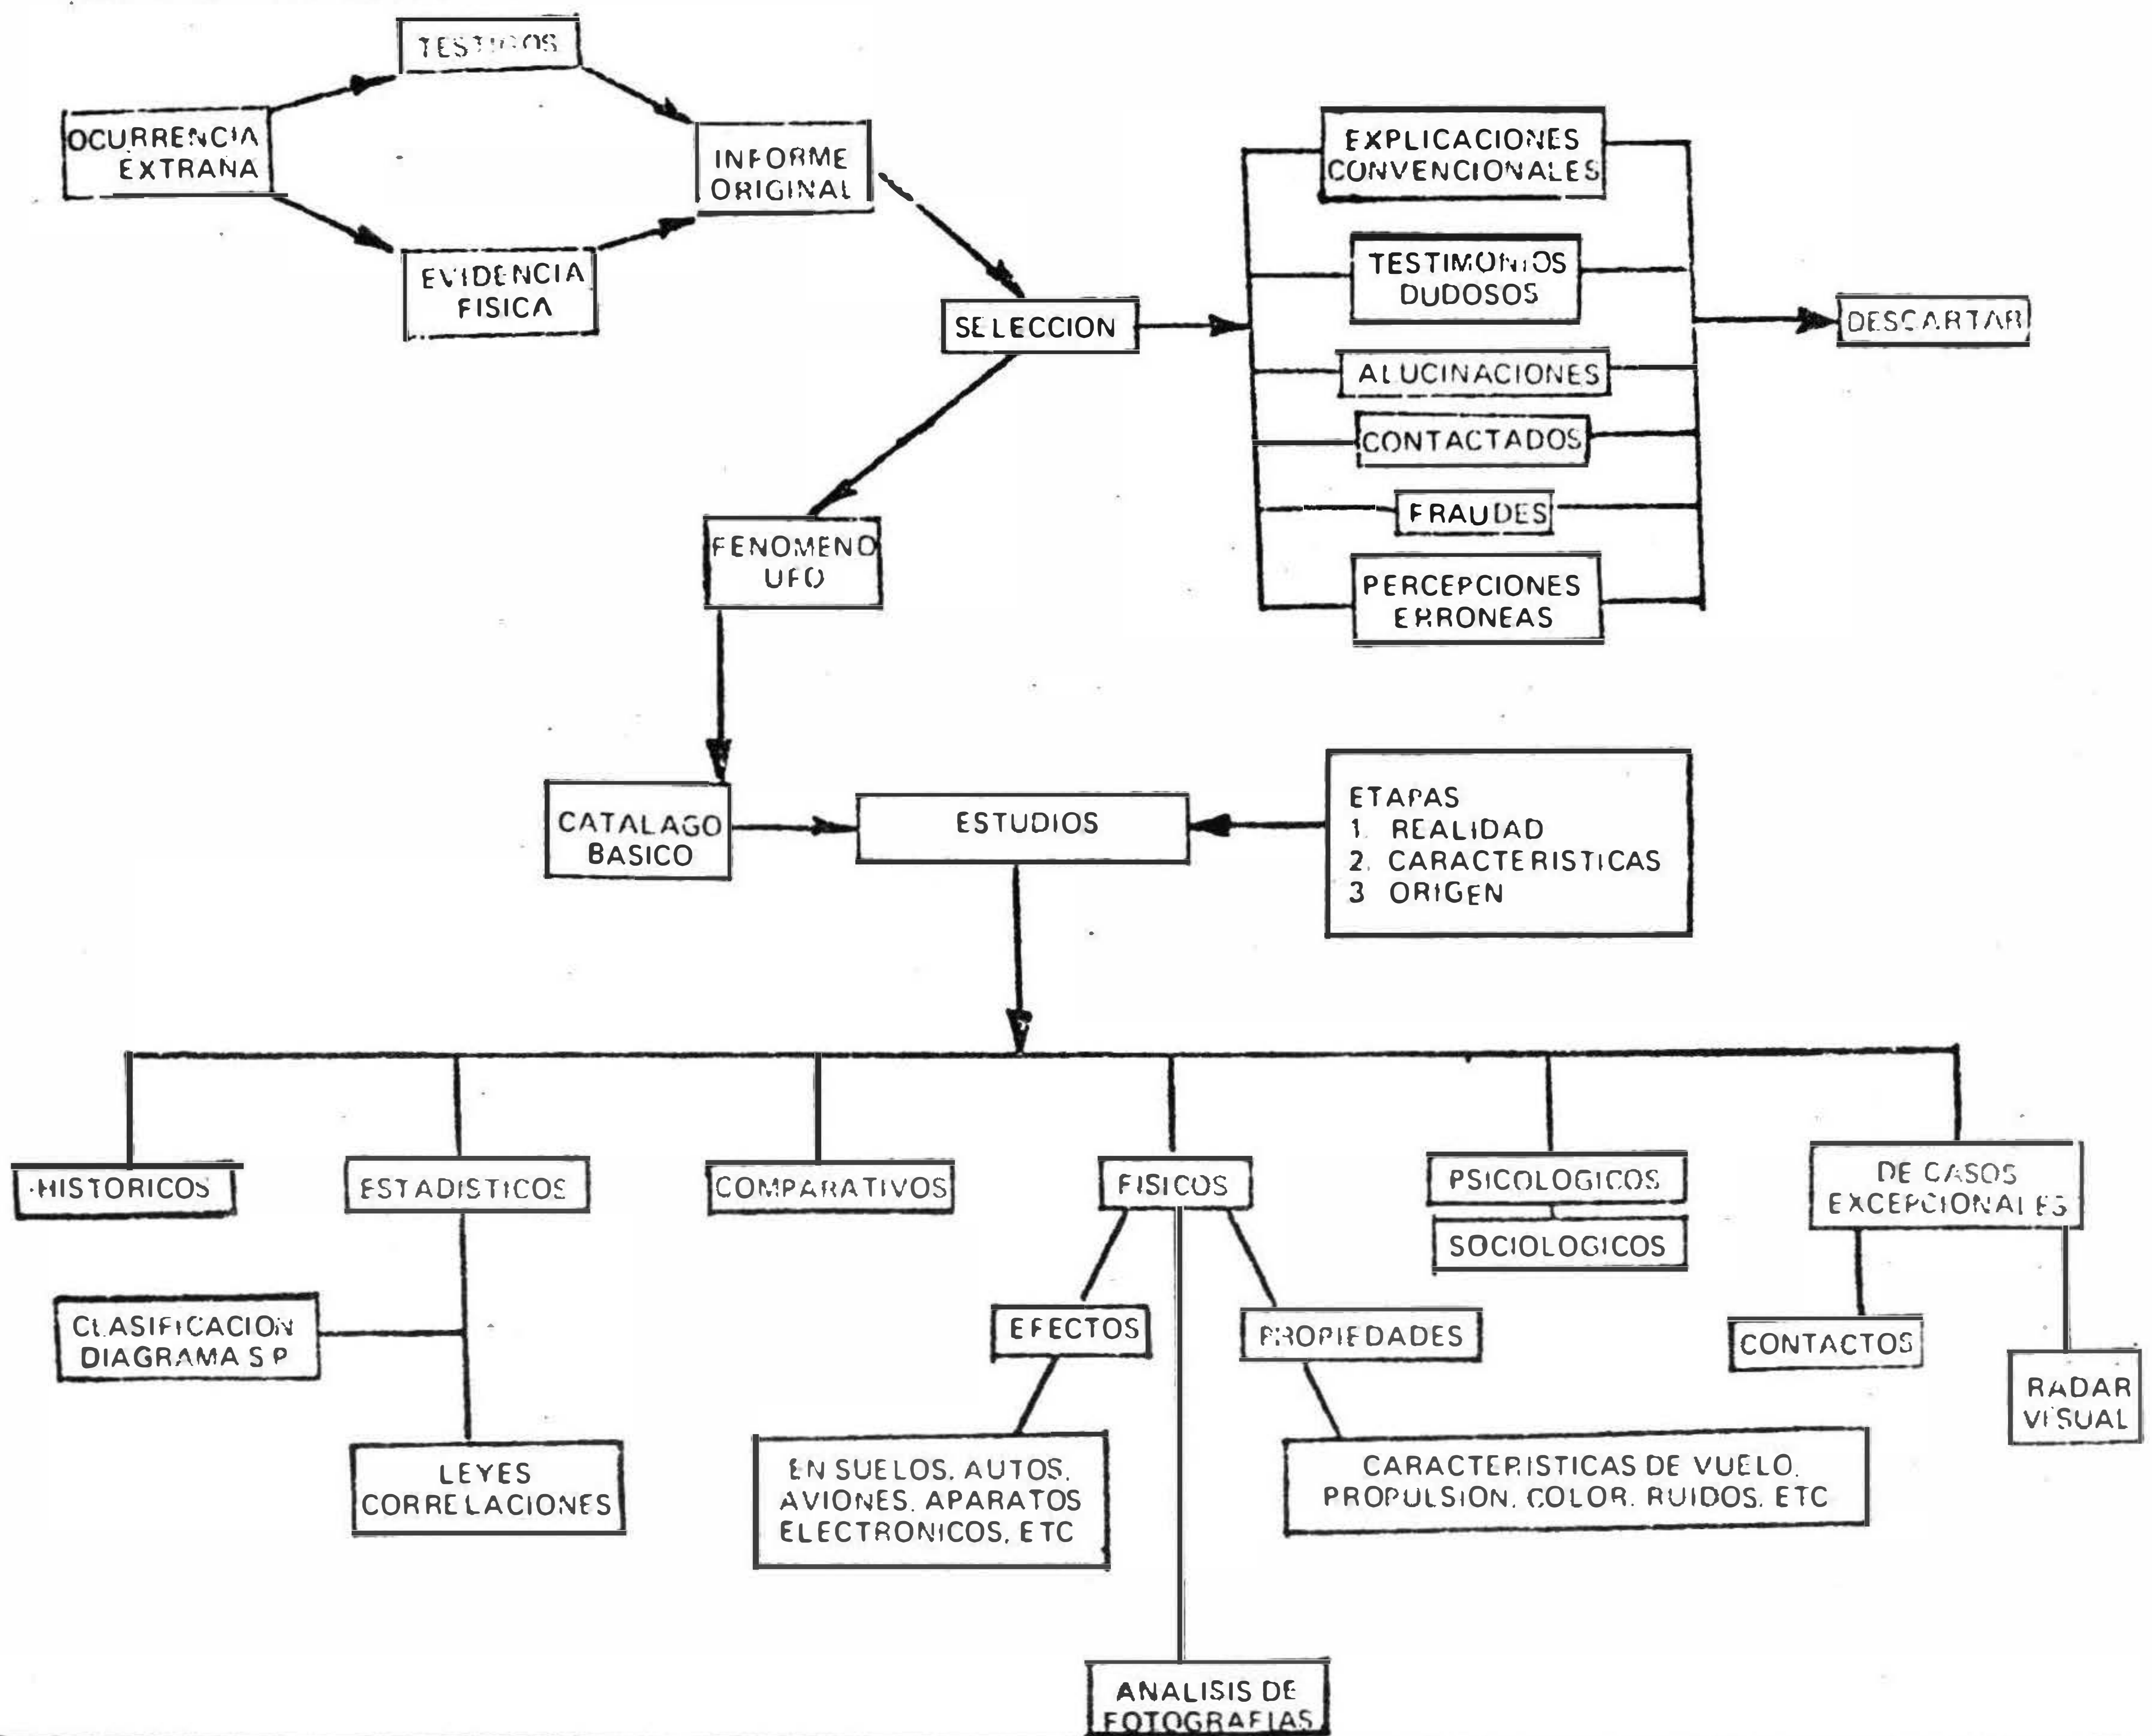 TESTIGOS
OCURRENCIA
EXTRAÑA
INFORME
ORIGINAL
EVIDENCIA
FISICA
SELECCION
EXPLICACIONES
CONVENCIONALES
TESTIMONIOS
DUDOSOS
ALUCINACIONES
CONTACTADOS
FRAUDES
PERCEPCIONES
ERRONEAS
DESCARTAR
FENOMENO
UFO
CATALAGO
BASICO
ESTUDIOS
ETAPAS
1. REALIDAD
2. CARACTERISTICAS
3 ORIGEN
HISTORICOS
ESTADISTICOS
COMPARATIVOS
FISICOS
PSICOLOGICOS
SOCIOLOGICOS
DE CASOS
EXCEPCIONALES
CLASIFICACION
DIAGRAMA S P
LEYES
CORRELACIONES
EFECTOS
PROPIEDADES
CONTACTOS
RADAR
VISUAL
EN SUELOS, AUTOS,
AVIONES, APARATOS
ELECTRONICOS, ETC
CARACTERISTICAS DE VUELO,
PROPULSION, COLOR, RUIDOS, ETC
ANALISIS DE
FOTOGRAFIAS